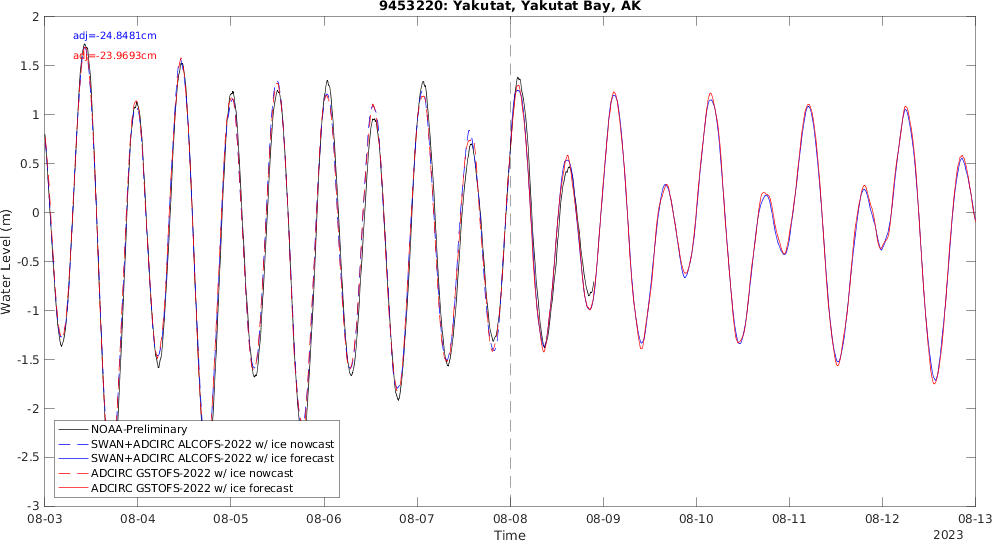 9453220: Yakutat, Yakutat Bay, AK
adj=-24.8481cm
adj=-23.9693cm
Water Level (m)
2
1.5
1
0.5
0
-0.5
-1
-1.5
-2
-2.5
-3
NOAA-Preliminary
SWAN+ADCIRC ALCOFS-2022 w/ ice nowcast
SWAN+ADCIRC ALCOFS-2022 w/ ice forecast
ADCIRC GSTOFS-2022 w/ ice nowcast
ADCIRC GSTOFS-2022 w/ ice forecast
08-03 08-04 08-05 08-06 08-07 08-08 08-09 08-10 08-11 08-12 08-13
Time
2023